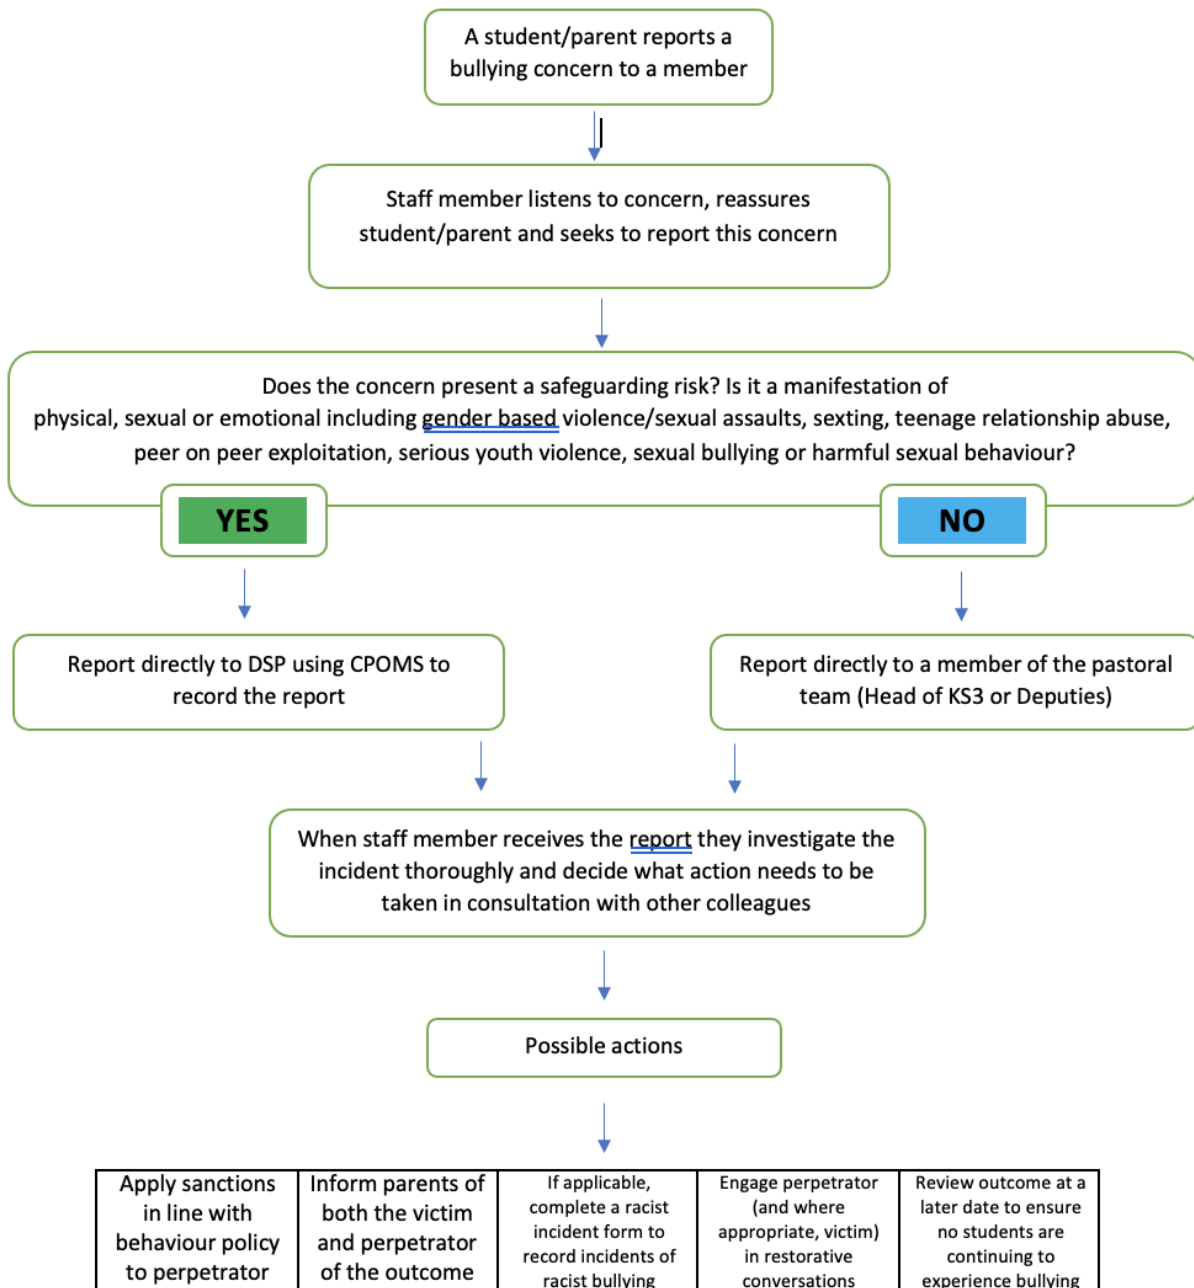 A student/parent reports a
bullying concern to a member
Staff member listens to concern, reassures
student/parent and seeks to report this concern
Does the concern present a safeguarding risk? Is it a manifestation of
physical, sexual or emotional including gender based violence/sexual assaults, sexting, teenage relationship abuse,
peer on peer exploitation, serious youth violence, sexual bullying or harmful sexual behaviour?
YES
NO
Report directly to DSP using CPOMS to
record the report
Report directly to a member of the pastoral
team (Head of KS3 or Deputies)
When staff member receives the report they investigate the
incident thoroughly and decide what action needs to be
taken in consultation with other colleagues
Possible actions
Apply sanctions
in line with
behaviour policy
to perpetrator
Inform parents of
both the victim
and perpetrator
of the outcome
If applicable,
complete a racist
incident form to
record incidents of
racist bullying
Engage perpetrator
(and where
appropriate, victim)
in restorative
conversations
Review outcome at a
later date to ensure
no students are
continuing to
experience bullying